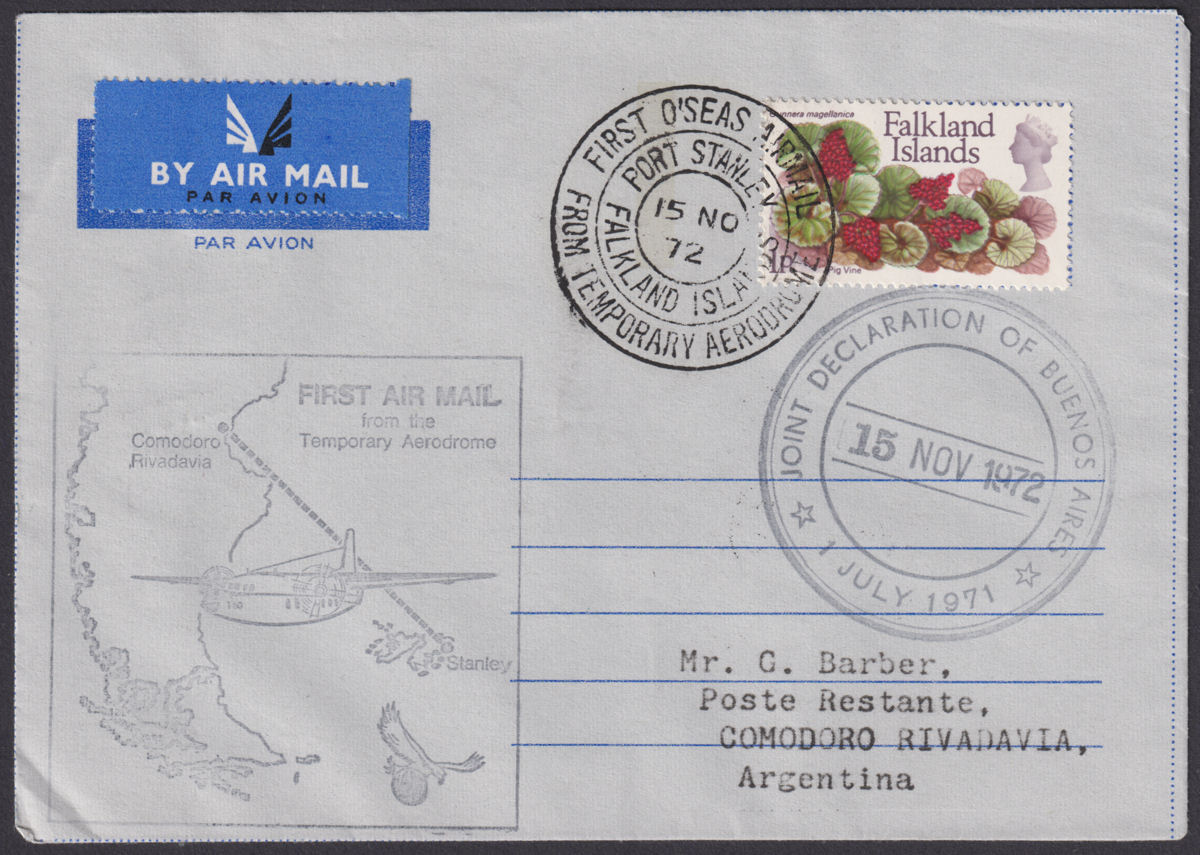 BY AIR MAIL
PAR AVION
PAR AVION
FIRST O'SEAS AIRMAIL
FROM TEMPORARY AERODROME
PORT STANLEY
FALKLAND ISLANDS
15 NO
72
Gunnera magellanica
Falkland
Islands
1P
Pig Vine
JOINT DECLARATION OF BUENOS AIRES
15 NOV 1972
☆ 1 JULY 1971 ☆
FIRST AIR MAIL
from the
Temporary Aerodrome
Comodoro
Rivadavia
Stanley
Mr. G. Barber,
Poste Restante,
COMODORO RIVADAVIA,
Argentina